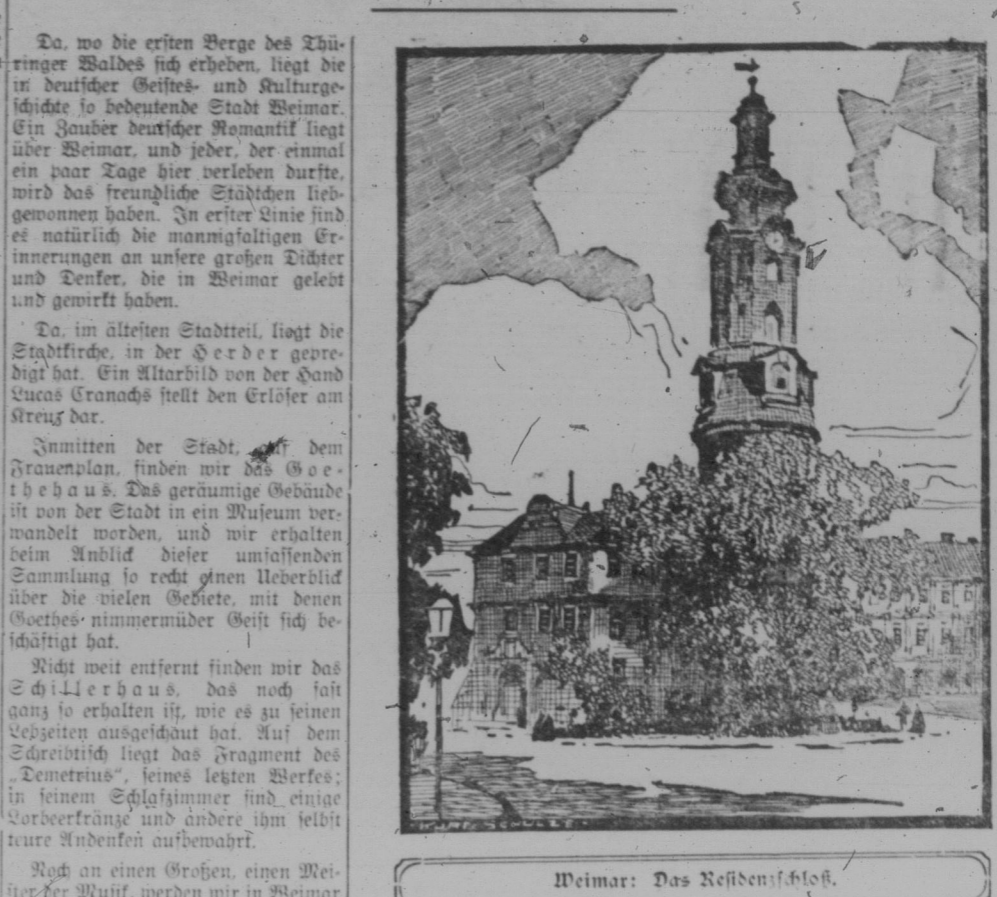 Da, wo die ersten Berge des Thü-
ringer Waldes sich erheben, liegt die
in deutscher Geistes- und Kulturge-
schichte so bedeutende Stadt Weimar.
Ein Zauber deutscher Romantik liegt
über Weimar, und jeder, der einmal
ein paar Tage hier verleben durfte,
wird das freundliche Städtchen lieb-
gewonnen haben. In erster Linie sind
es natürlich die mannigfaltigen Er-
innerungen an unsere großen Dichter
und Denker, die in Weimar gelebt
und gewirkt haben.
Da, im ältesten Stadtteil, liegt die
Stadtkirche, in der Herder gepre-
digt hat. Ein Altarbild von der Hand
Lucas Cranachs stellt den Erlöser am
Kreuz dar.
Inmitten der Stadt, auf dem
Frauenplan, finden wir das Goe-
thehaus. Das geräumige Gebäude
ist von der Stadt in ein Museum ver-
wandelt worden, und wir erhalten
beim Anblick dieser umfassenden
Sammlung so recht einen Ueberblick
über die vielen Gebiete, mit denen
Goethes nimmermüder Geist sich be-
schäftigt hat.
Nicht weit entfernt finden wir das
Schillerhaus, das noch fast
ganz so erhalten ist, wie es zu seinen
Lebzeiten ausgeschaut hat. Auf dem
Schreibtisch liegt das Fragment des
„Demetrius“, seines letzten Werkes;
in seinem Schlafzimmer sind einige
Lorbeerkränze und andere ihm selbst
teure Andenken aufbewahrt.
Noch an einen Großen, einen Mei-
ster der Musik, werden wir in Weimar
SCHULZE
Weimar: Das Residenzschloß.